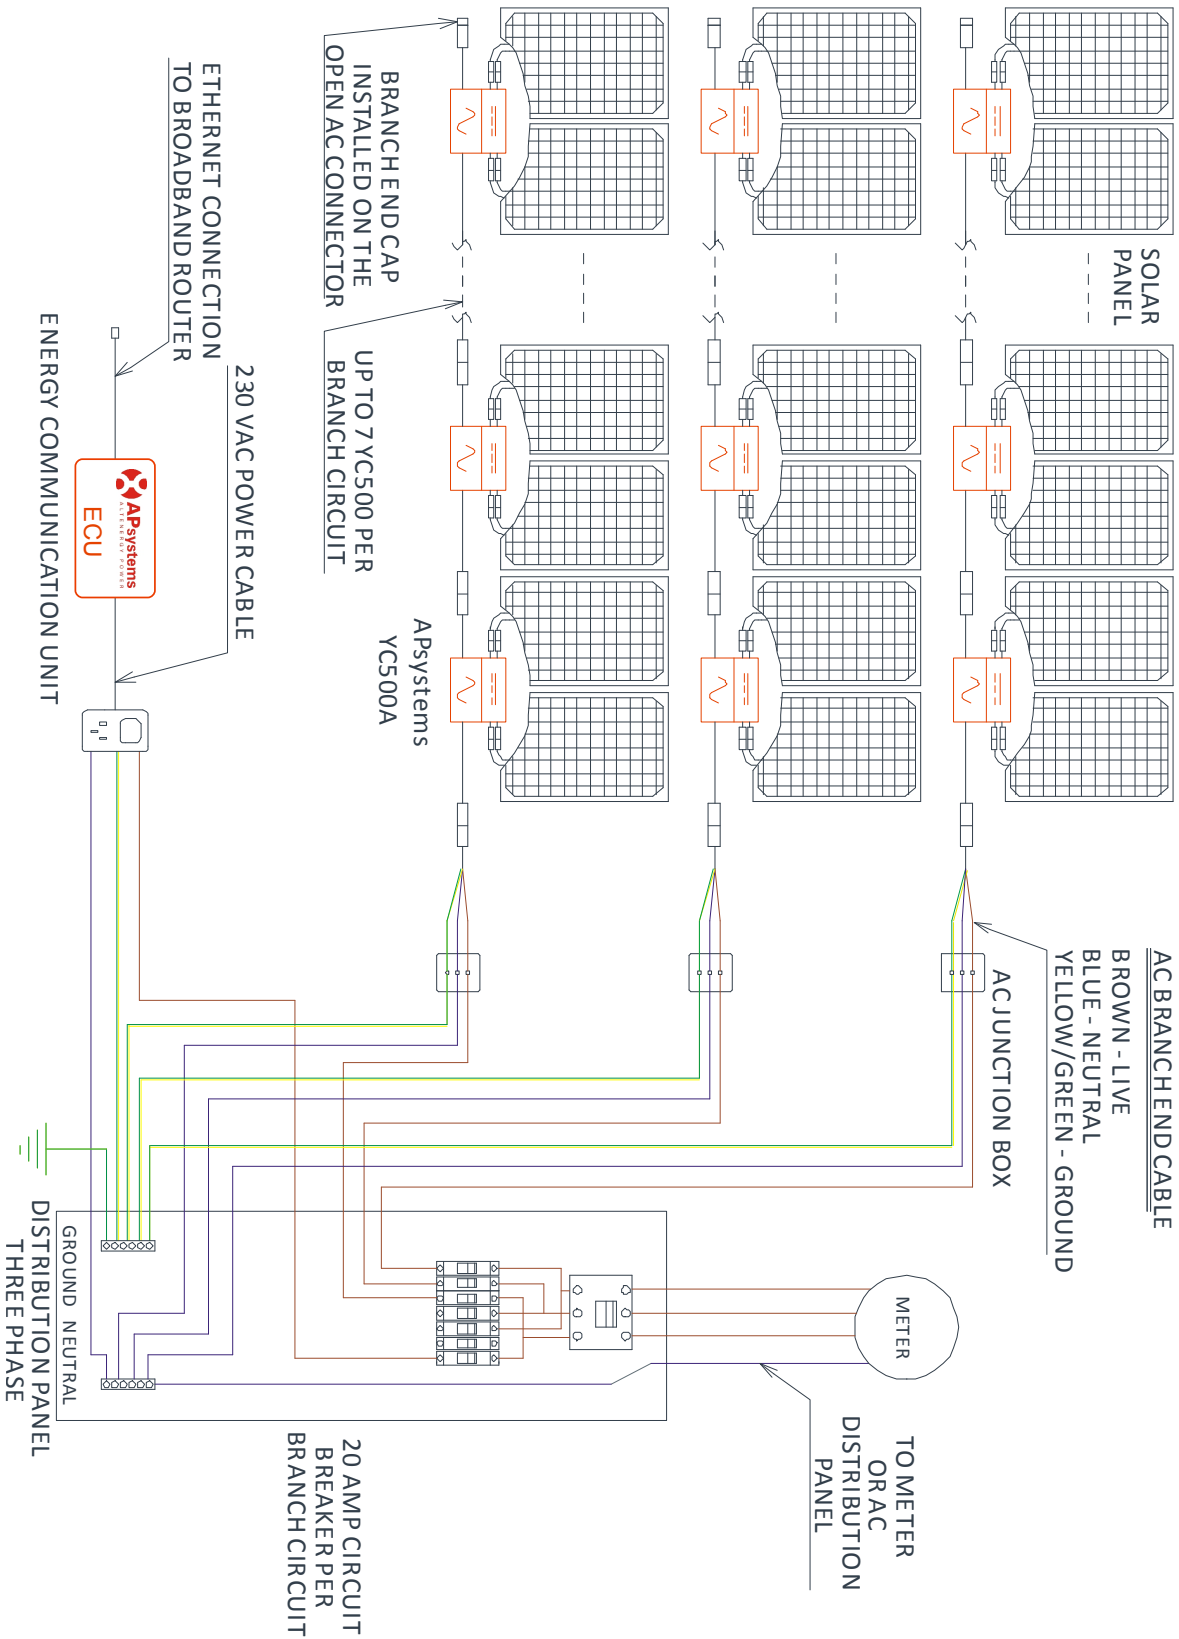 SOLAR
PANEL
BRANCH END CAP
INSTALLED ON THE
OPEN AC CONNECTOR
UP TO 7 YC500 PER
BRANCH CIRCUIT
APsystems
YC500A
ETHERNET CONNECTION
TO BROADBAND ROUTER
230 VAC POWER CABLE
APsystems
ALTENERGY POWER
ECU
ENERGY COMMUNICATION UNIT
AC BRANCH END CABLE
BROWN - LIVE
BLUE - NEUTRAL
YELLOW/GREEN - GROUND
AC JUNCTION BOX
METER
TO METER
OR AC
DISTRIBUTION
PANEL
20 AMP CIRCUIT
BREAKER PER
BRANCH CIRCUIT
GROUND NEUTRAL
DISTRIBUTION PANEL
THREE PHASE